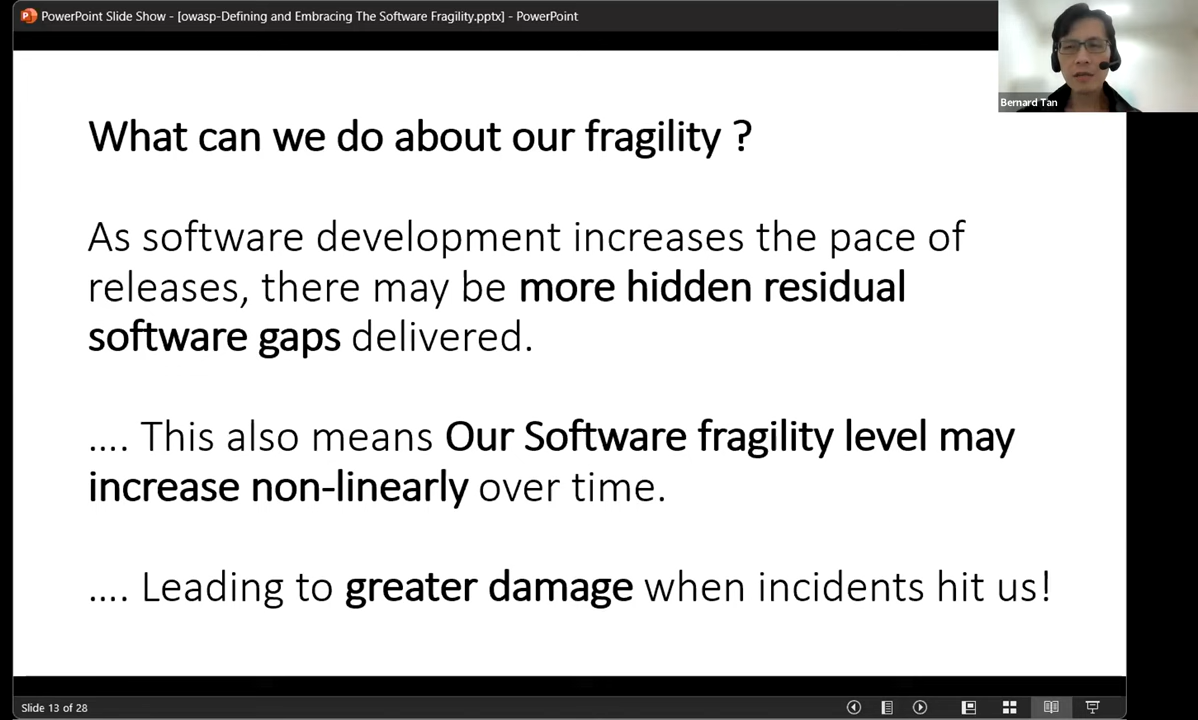 PowerPoint Slide Show - [owasp-Defining and Embracing The Software Fragility.pptx] - PowerPoint
Bernard Tan
What can we do about our fragility ?
As software development increases the pace of
releases, there may be more hidden residual
software gaps delivered.
.... This also means Our Software fragility level may
increase non-linearly over time.
.... Leading to greater damage when incidents hit us!
Slide 13 of 28